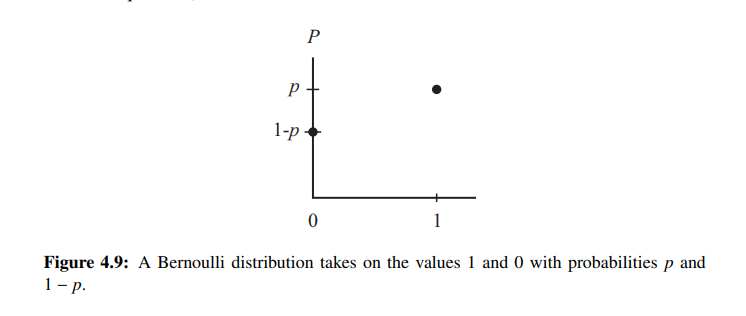 P
p
1-p
0 1
Figure 4.9: A Bernoulli distribution takes on the values 1 and 0 with probabilities p and
1 − p.